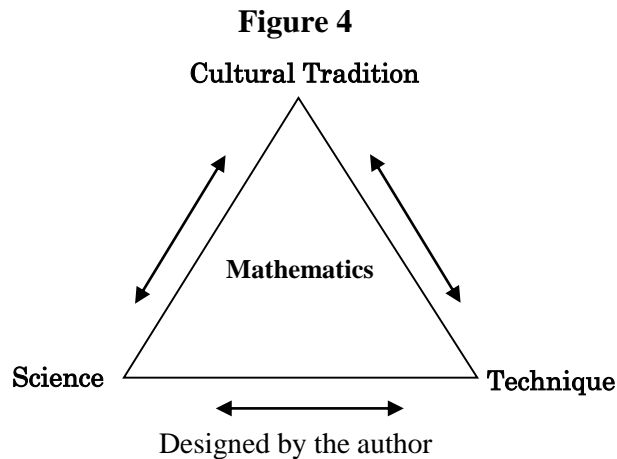 Figure 4
Cultural Tradition
Mathematics
Science
Technique
Designed by the author